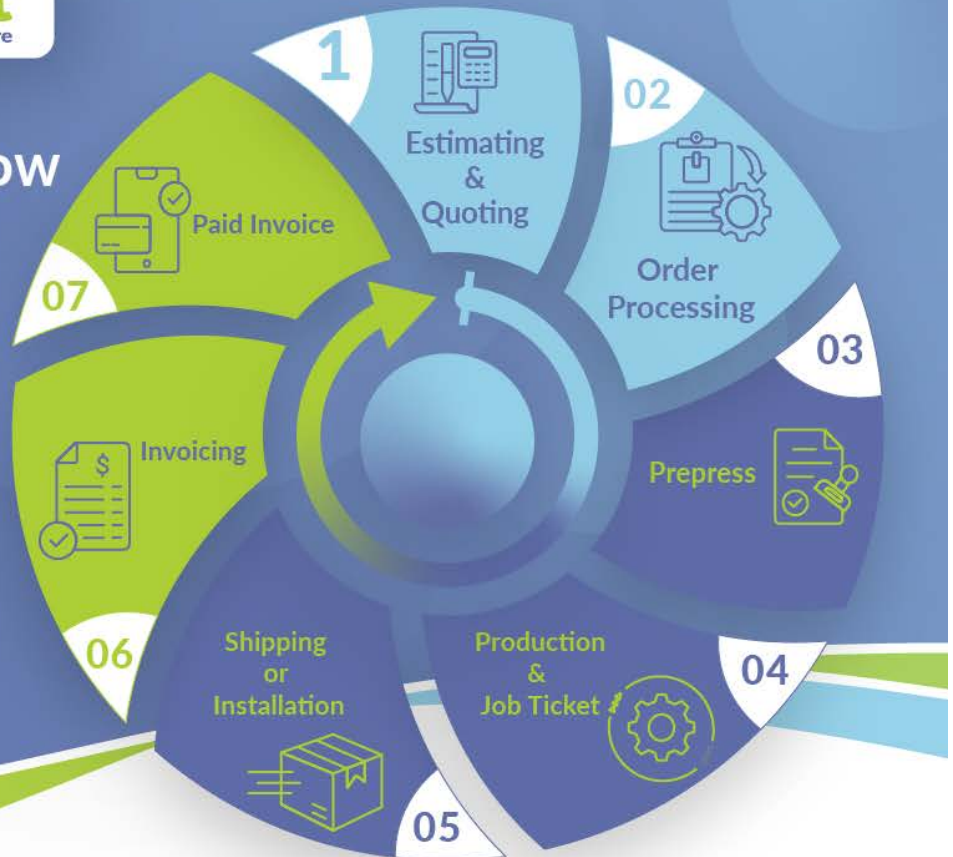 re
ow
1
Estimating
&
Quoting
02
Order
Processing
03
Prepress
04
Production
&
Job Ticket
05
Shipping
or
Installation
06
Invoicing
$
07
Paid Invoice